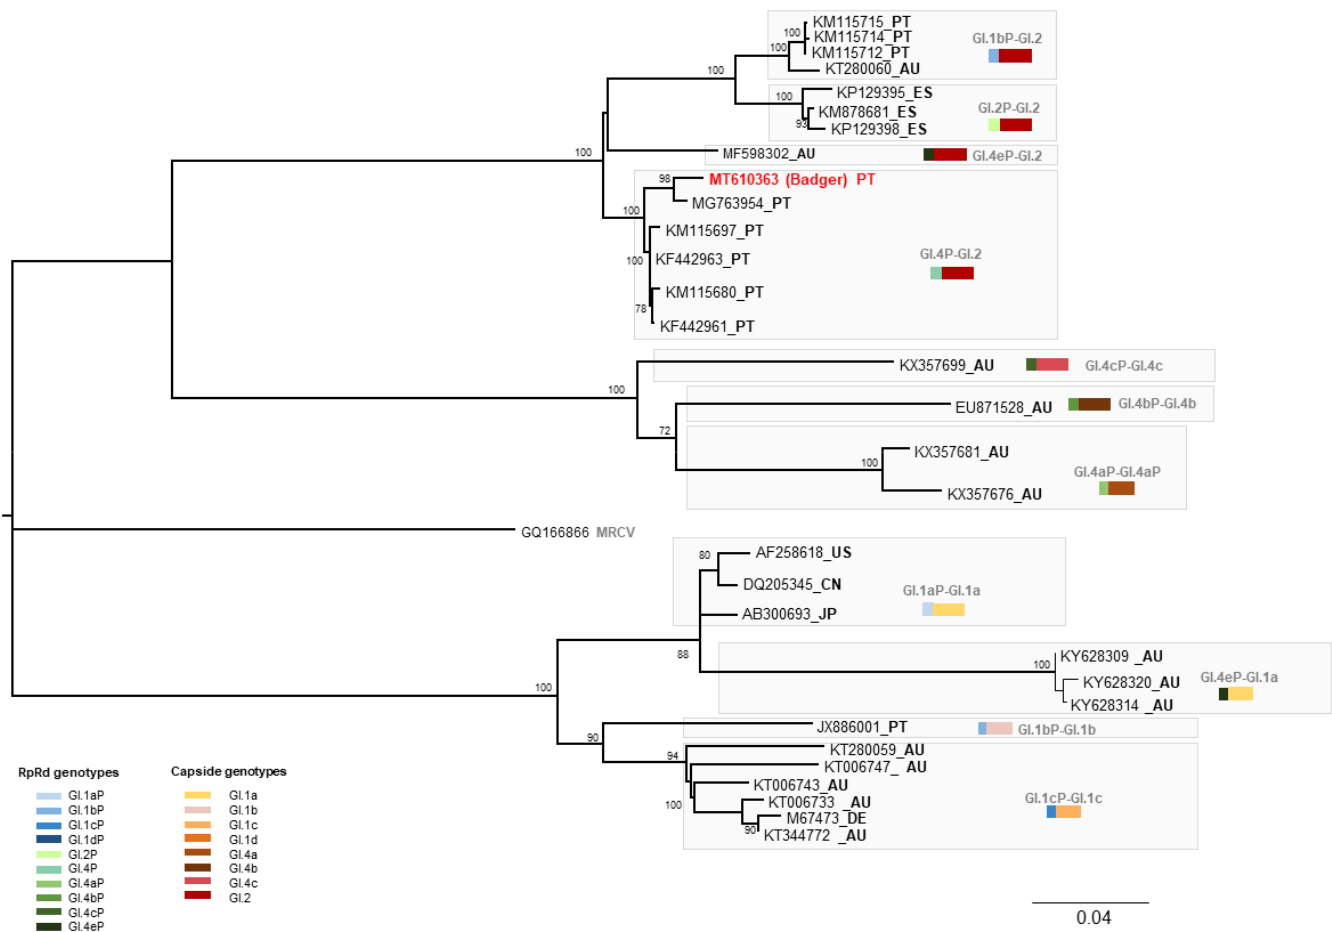 KM115715_PT
100
KM115714_PT
GI.1bP-GI.2
100
KM115712_PT
100
KT280060_AU
KP129395_ES
100
KM878681_ES
GI.2P-GI.2
93
KP129398_ES
100
MF598302_AU
GI.4eP-GI.2
98
MT610363 (Badger) PT
MG763954_PT
100
KM115697_PT
GI.4P-GI.2
100
KF442963_PT
KM115680_PT
78
KF442961_PT
KX357699_AU
GI.4cP-GI.4c
100
EU871528_AU
GI.4bP-GI.4b
72
KX357681_AU
100
GI.4aP-GI.4aP
KX357676_AU
GQ166866 MRCV
80
AF258618_US
DQ205345_CN
GI.1aP-GI.1a
AB300693_JP
88
KY628309 _AU
100
KY628320_AU
GI.4eP-GI.1a
100
KY628314 _AU
JX886001_PT
GI.1bP-GI.1b
90
KT280059_AU
94
KT006747_ AU
KT006743_AU
GI.1cP-GI.1c
100
KT006733 _AU
M67473_DE
90
KT344772 _AU
RpRd genotypes
GI.1aP
GI.1bP
GI.1cP
GI.1dP
GI.2P
GI.4P
GI.4aP
GI.4bP
GI.4cP
GI.4eP
Capside genotypes
GI.1a
GI.1b
GI.1c
GI.1d
GI.4a
GI.4b
GI.4c
GI.2
0.04